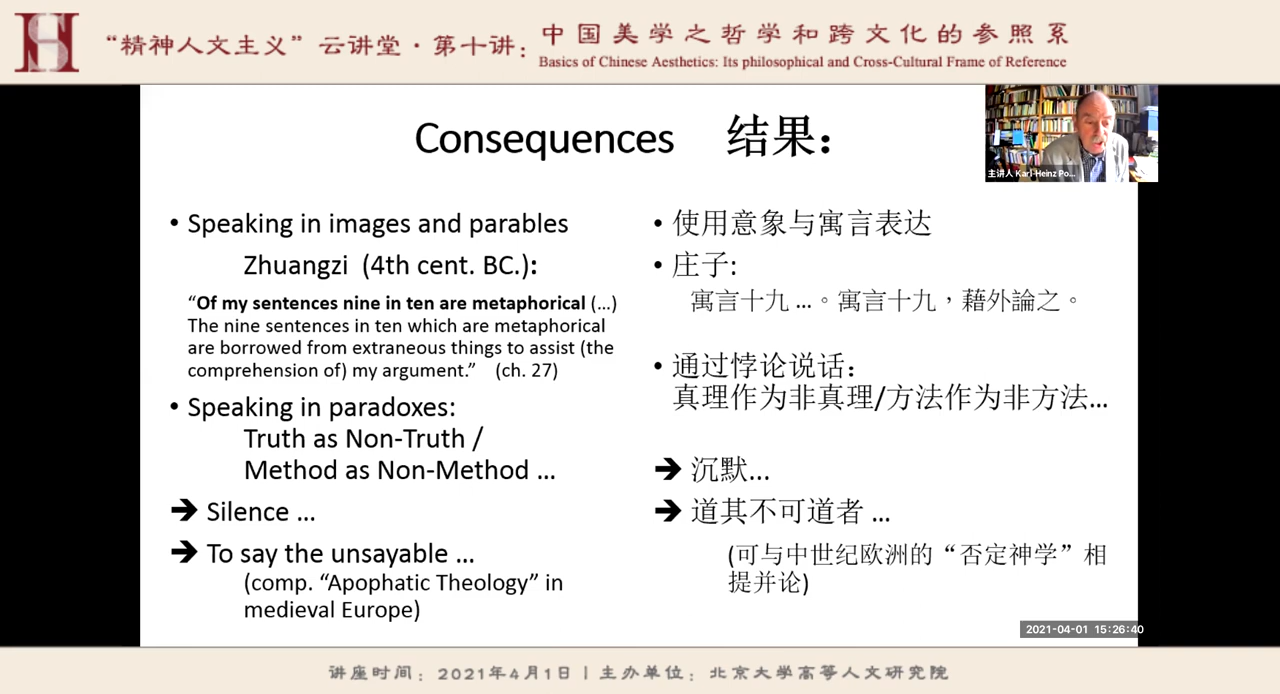 “精神人文主义”云讲堂·第十讲：
中国美学之哲学和跨文化的参照系
Basics of Chinese Aesthetics: Its philosophical and Cross-Cultural Frame of Reference
Consequences 结果：
主讲人 Karl-Heinz Po...
• Speaking in images and parables
Zhuangzi (4th cent. BC.):
“Of my sentences nine in ten are metaphorical (...)
The nine sentences in ten which are metaphorical
are borrowed from extraneous things to assist (the
comprehension of) my argument.” (ch. 27)
• Speaking in paradoxes:
Truth as Non-Truth /
Method as Non-Method ...
➔ Silence ...
➔ To say the unsayable ...
(comp. “Apophatic Theology” in
medieval Europe)
• 使用意象与寓言表达
• 庄子:
寓言十九 ...。寓言十九，藉外論之。
• 通过悖论说话：
真理作为非真理/方法作为非方法...
➔ 沉默...
➔ 道其不可道者 ...
(可与中世纪欧洲的“否定神学”相
提并论)
2021-04-01 15:26:40
讲座时间：2021年4月1日 | 主办单位：北京大学高等人文研究院